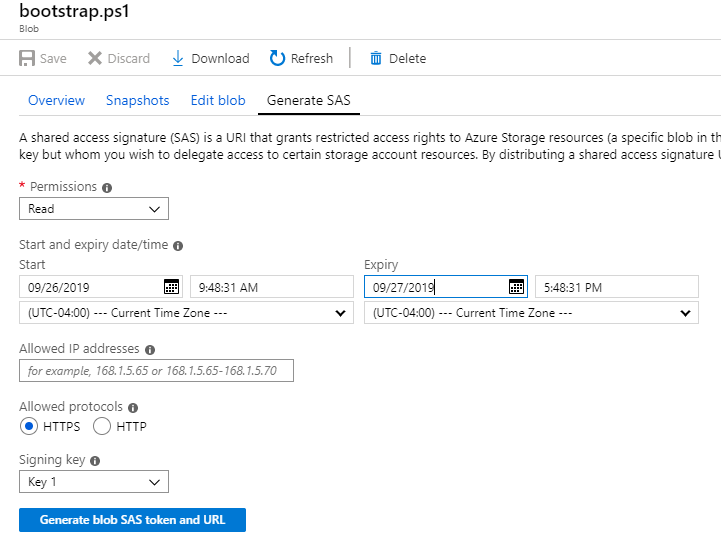 bootstrap.ps1
Blob
Save Discard Download Refresh Delete
Overview Snapshots Edit blob Generate SAS
A shared access signature (SAS) is a URI that grants restricted access rights to Azure Storage resources (a specific blob in th
key but whom you wish to delegate access to certain storage account resources. By distributing a shared access signature U
* Permissions
Read
Start and expiry date/time
Start Expiry
09/26/2019 9:48:31 AM 09/27/2019 5:48:31 PM
(UTC-04:00) --- Current Time Zone --- (UTC-04:00) --- Current Time Zone ---
Allowed IP addresses
for example, 168.1.5.65 or 168.1.5.65-168.1.5.70
Allowed protocols
HTTPS HTTP
Signing key
Key 1
Generate blob SAS token and URL